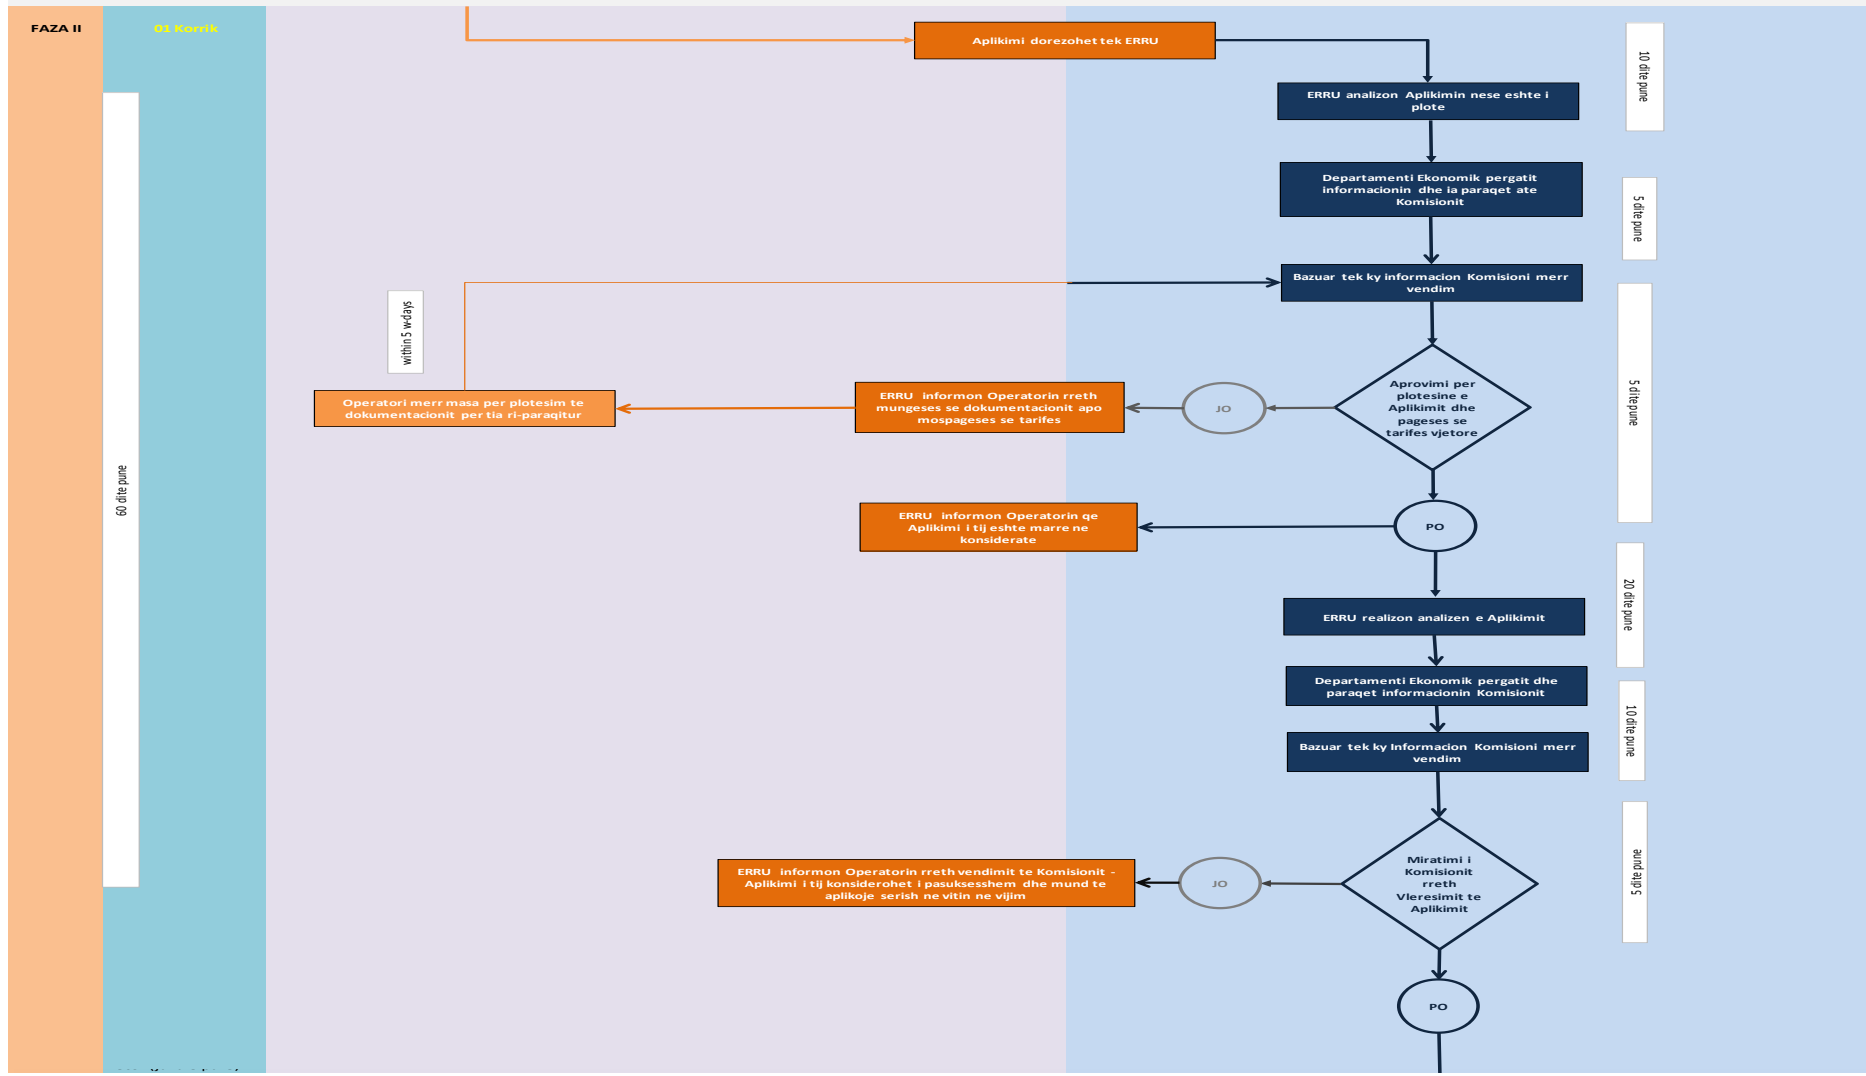 FAZA II
01 Korrik
Aplikimi dorezohet tek ERRU
10 dite pune
ERRU analizon Aplikimin nese eshte i
plote
Departamenti Ekonomik pergatit
informacionin dhe ia paraqet ate
Komisionit
5 dite pune
Bazuar tek ky informacion Komisioni merr
vendim
within 5 w-days
5 dite pune
Aprovimi per
plotesine e
Aplikimit dhe
pageses se
tarifes vjetore
JO
ERRU informon Operatorin rreth
mungeses se dokumentacionit apo
mospageses se tarifes
Operatori merr masa per plotesim te
dokumentacionit per tia ri-paraqitur
60 dite pune
PO
ERRU informon Operatorin qe
Aplikimi i tij eshte marre ne
konsiderate
20 dite pune
ERRU realizon analizen e Aplikimit
Departamenti Ekonomik pergatit dhe
paraqet informacionin Komisionit
10 dite pune
Bazuar tek ky Informacion Komisioni merr
vendim
5 dite pune
Miratimi i
Komisionit
rreth
Vleresimit te
Aplikimit
JO
ERRU informon Operatorin rreth vendimit te Komisionit -
Aplikimi i tij konsiderohet i pasuksesshem dhe mund te
aplikoje serish ne vitin ne vijim
PO